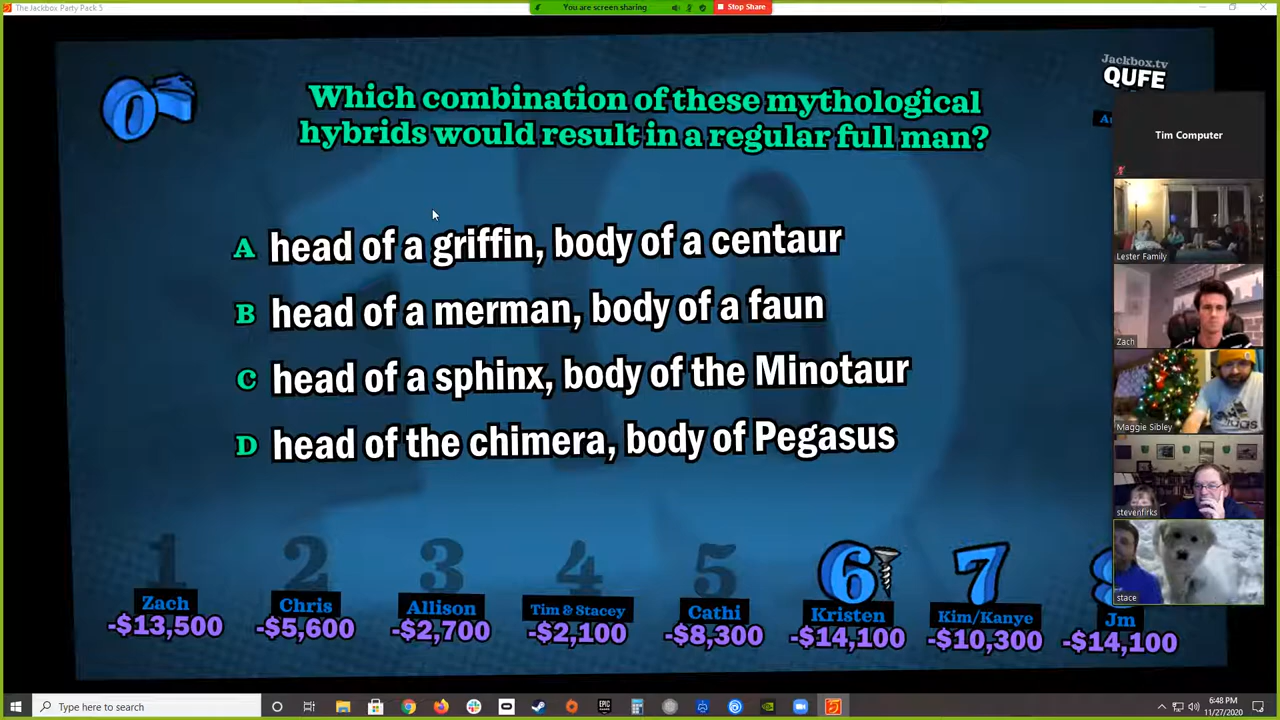 The Jackbox Party Pack 5
You are screen sharing
Stop Share
0
Which combination of these mythological
hybrids would result in a regular full man?
Jackbox.tv
QUFE
Tim Computer
A head of a griffin, body of a centaur
B head of a merman, body of a faun
C head of a sphinx, body of the Minotaur
D head of the chimera, body of Pegasus
Lester Family
Zach
Maggie Sibley
stevenfirks
stace
1 2 3 4 5 6 7 8
Zach Chris Allison Tim & Stacey Cathi Kristen Kim/Kanye Jm
-$13,500 -$5,600 -$2,700 -$2,100 -$8,300 -$14,100 -$10,300 -$14,100
Type here to search
EPIC
6:48 PM
11/27/2020